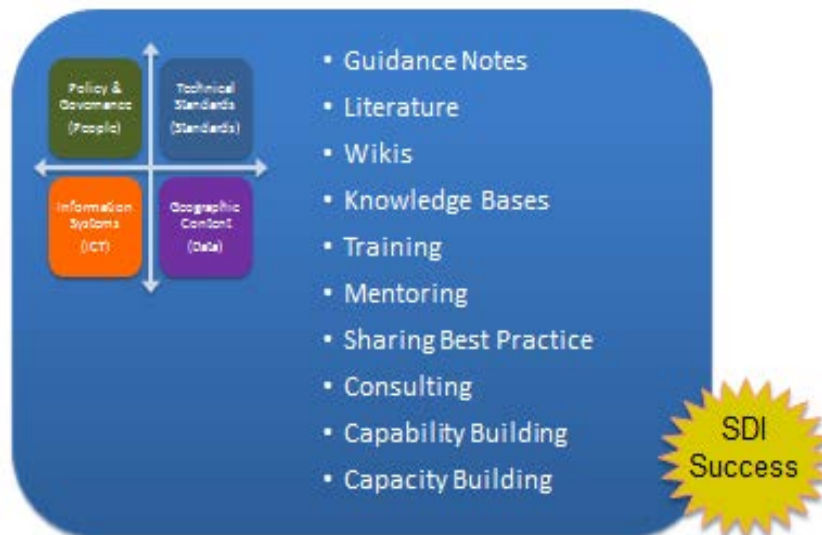 Policy &
Governance
(People)
Technical
Standards
(Standards)
Information
Systems
(ICT)
Geographic
Content
(Data)
• Guidance Notes
• Literature
• Wikis
• Knowledge Bases
• Training
• Mentoring
• Sharing Best Practice
• Consulting
• Capability Building
• Capacity Building
SDI
Success